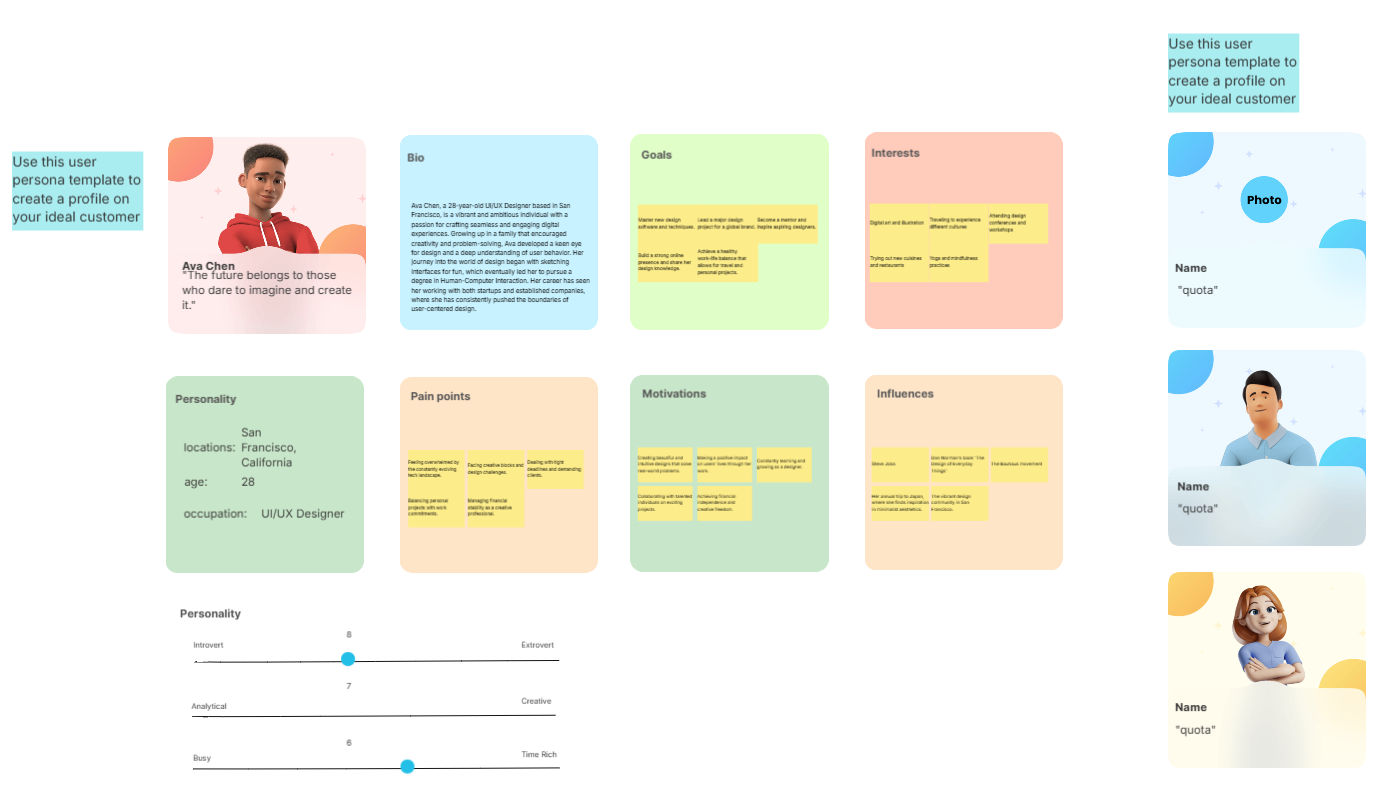 Use this user
persona template to
create a profile on
your ideal customer
Ava Chen
"The future belongs to those
who dare to imagine and create
it."
Bio
Ava Chen, a 28-year-old UI/UX Designer based in San
Francisco, is a vibrant and ambitious individual with a
passion for crafting seamless and engaging digital
experiences. Growing up in a family that encouraged
creativity and problem-solving, Ava developed a keen eye
for design and a deep understanding of user behavior. Her
journey into the world of design began with sketching
interfaces for fun, which eventually led her to pursue a
degree in Human-Computer Interaction. Her career has seen
her working with both startups and established companies,
where she has consistently pushed the boundaries of
user-centered design.
Goals
Master new design
software and techniques.
Lead a major design
project for a global brand.
Become a mentor and
inspire aspiring designers.
Build a strong online
presence and share her
design knowledge.
Achieve a healthy
work-life balance that
allows for travel and
personal projects.
Interests
Digital art and illustration
Traveling to experience
different cultures
Attending design
conferences and
workshops
Trying out new cuisines
and restaurants
Yoga and mindfulness
practices
Personality
locations:
San
Francisco,
California
age:
28
occupation:
UI/UX Designer
Pain points
Feeling overwhelmed by
the constantly evolving
tech landscape.
Facing creative blocks and
design challenges.
Dealing with tight
deadlines and demanding
clients.
Balancing personal
projects with work
commitments.
Managing financial
stability as a creative
professional.
Motivations
Creating beautiful and
intuitive designs that solve
real-world problems.
Making a positive impact
on users' lives through her
work.
Constantly learning and
growing as a designer.
Collaborating with talented
individuals on exciting
projects.
Achieving financial
independence and
creative freedom.
Influences
Steve Jobs
Don Norman's book 'The
Design of Everyday
Things'
The Bauhaus movement
Her annual trip to Japan,
where she finds inspiration
in minimalist aesthetics.
The vibrant design
community in San
Francisco.
Personality
8
Introvert
Extrovert
7
Analytical
Creative
6
Busy
Time Rich
Use this user
persona template to
create a profile on
your ideal customer
Photo
Name
"quota"
Name
"quota"
Name
"quota"